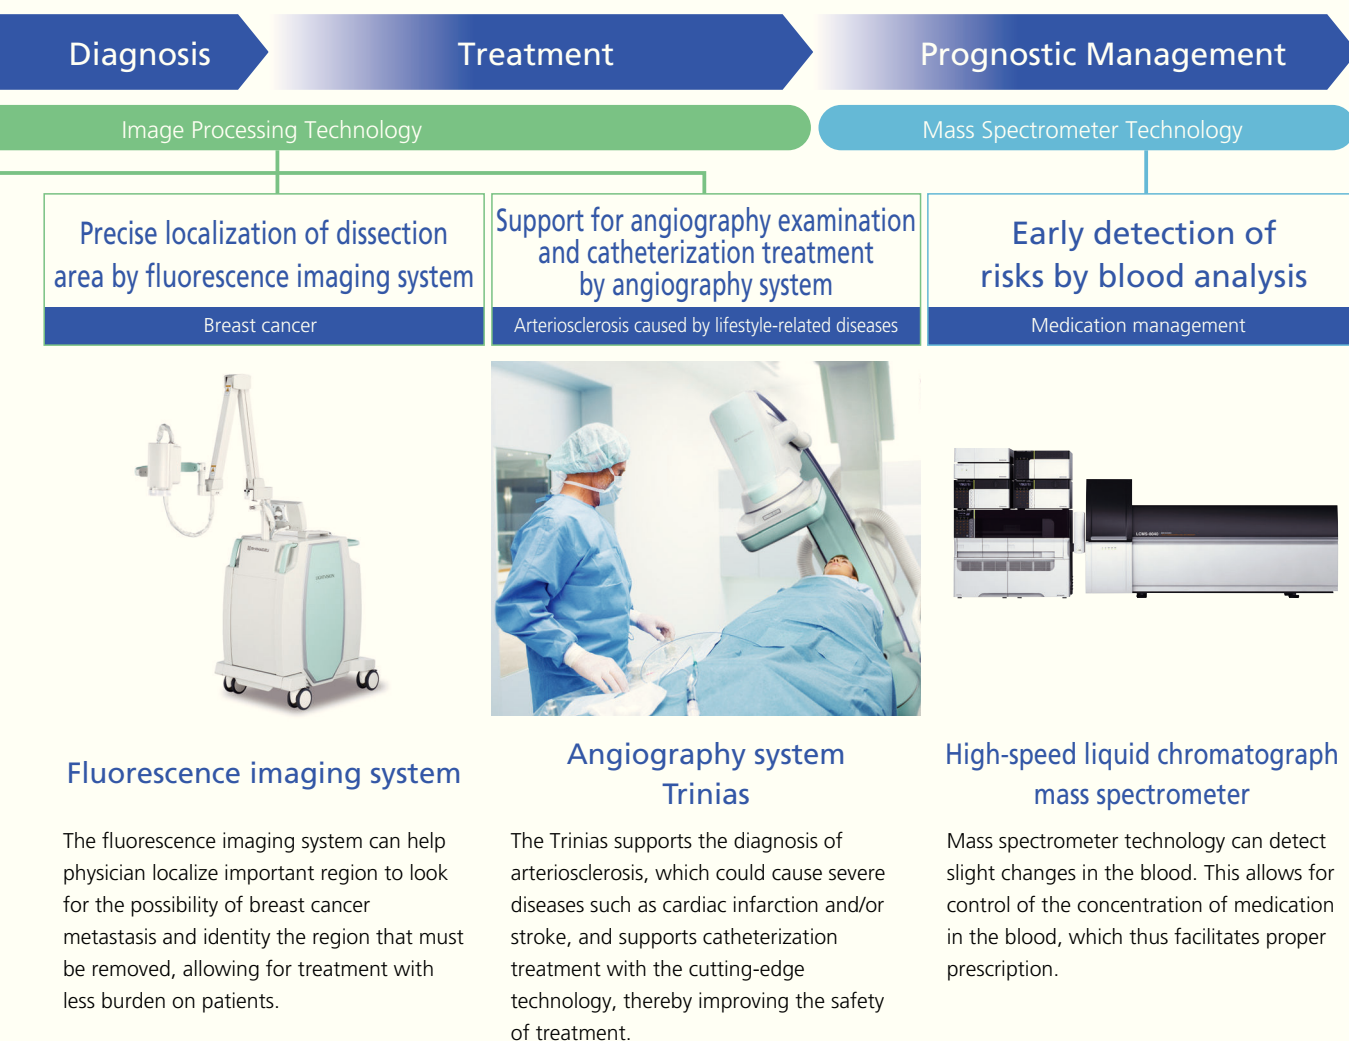 Diagnosis
Treatment
Prognostic Management
Image Processing Technology
Mass Spectrometer Technology
Precise localization of dissection
area by fluorescence imaging system
Breast cancer
Support for angiography examination
and catheterization treatment
by angiography system
Arteriosclerosis caused by lifestyle-related diseases
Early detection of
risks by blood analysis
Medication management
SHIMADZU
LCMS-8060
Fluorescence imaging system
The fluorescence imaging system can help
physician localize important region to look
for the possibility of breast cancer
metastasis and identity the region that must
be removed, allowing for treatment with
less burden on patients.
Angiography system
Trinias
The Trinias supports the diagnosis of
arteriosclerosis, which could cause severe
diseases such as cardiac infarction and/or
stroke, and supports catheterization
treatment with the cutting-edge
technology, thereby improving the safety
of treatment.
High-speed liquid chromatograph
mass spectrometer
Mass spectrometer technology can detect
slight changes in the blood. This allows for
control of the concentration of medication
in the blood, which thus facilitates proper
prescription.